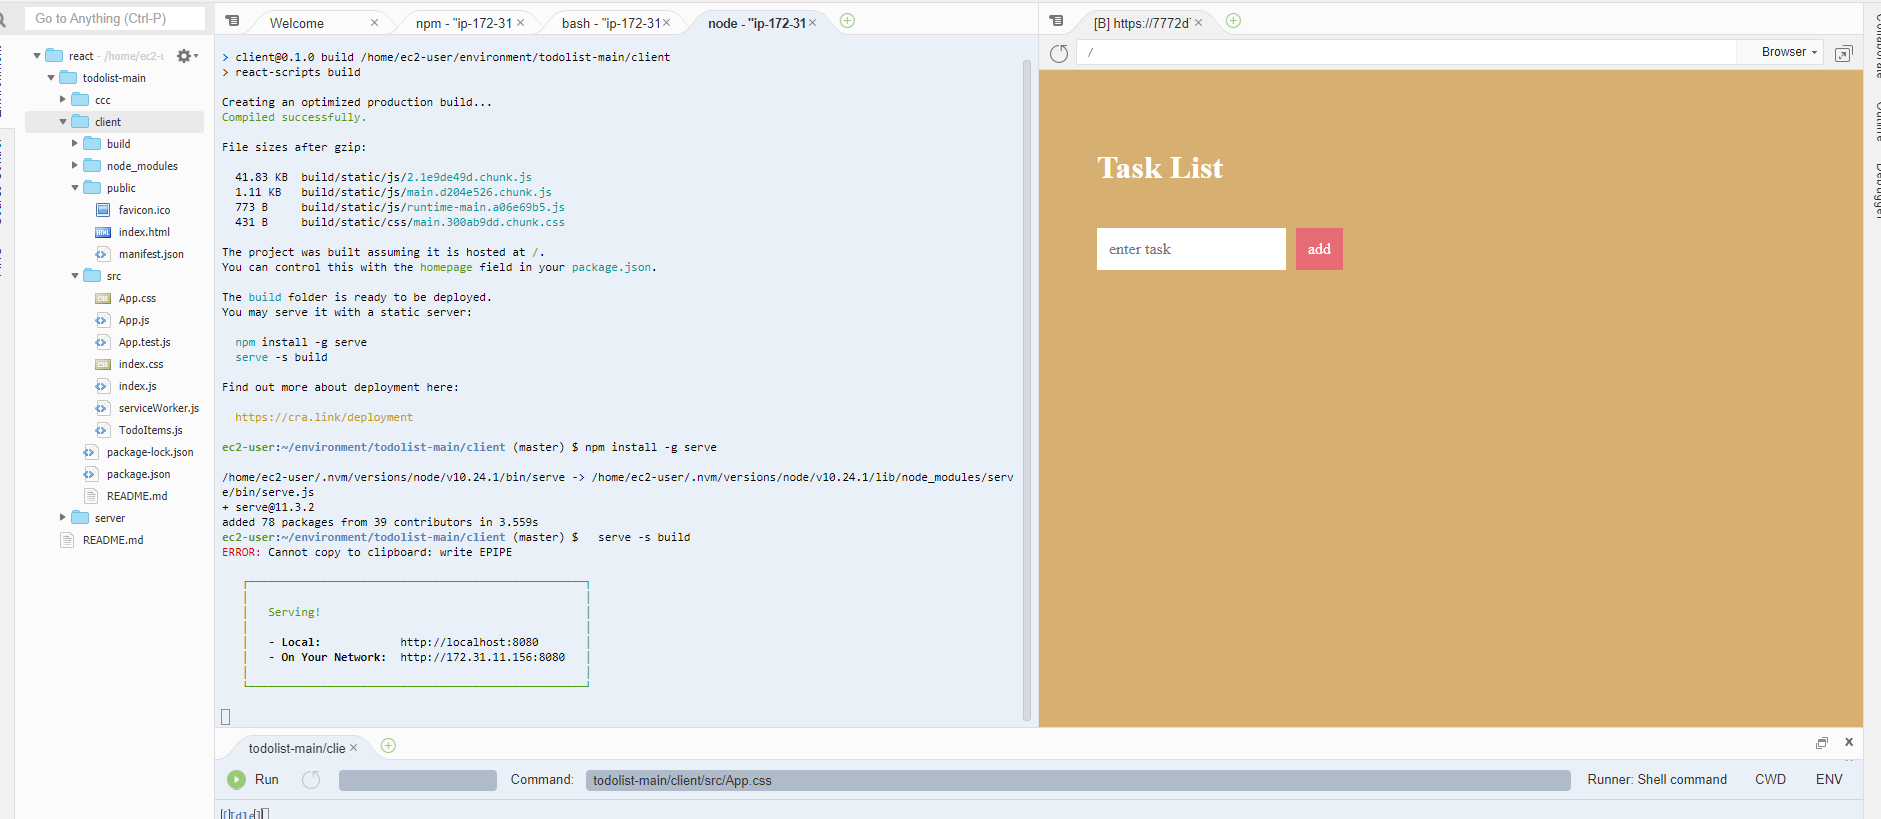 Go to Anything (Ctrl-P)
react - /home/ec2-u
todolist-main
ccc
client
build
node_modules
public
favicon.ico
index.html
manifest.json
src
App.css
App.js
App.test.js
index.css
index.js
serviceWorker.js
TodoItems.js
package-lock.json
package.json
README.md
server
README.md
Welcome
npm - "ip-172-31
bash - "ip-172-31
node - "ip-172-31
> client@0.1.0 build /home/ec2-user/environment/todolist-main/client
> react-scripts build
Creating an optimized production build...
Compiled successfully.
File sizes after gzip:
41.83 KB build/static/js/2.1e9de49d.chunk.js
1.11 KB build/static/js/main.d204e526.chunk.js
773 B build/static/js/runtime-main.a06e69b5.js
431 B build/static/css/main.300ab9dd.chunk.css
The project was built assuming it is hosted at /.
You can control this with the homepage field in your package.json.
The build folder is ready to be deployed.
You may serve it with a static server:
npm install -g serve
serve -s build
Find out more about deployment here:
https://cra.link/deployment
ec2-user:~/environment/todolist-main/client (master) $ npm install -g serve
/home/ec2-user/.nvm/versions/node/v10.24.1/bin/serve -> /home/ec2-user/.nvm/versions/node/v10.24.1/lib/node_modules/serv
e/bin/serve.js
+ serve@11.3.2
added 78 packages from 39 contributors in 3.559s
ec2-user:~/environment/todolist-main/client (master) $ serve -s build
ERROR: Cannot copy to clipboard: write EPIPE
Serving!
- Local: http://localhost:8080
- On Your Network: http://172.31.11.156:8080
[B] https://7772d
/
Browser
Task List
enter task
add
Debugger
todolist-main/clie
Run
Command:
todolist-main/client/src/App.css
Runner: Shell command
CWD
ENV
[Idle]